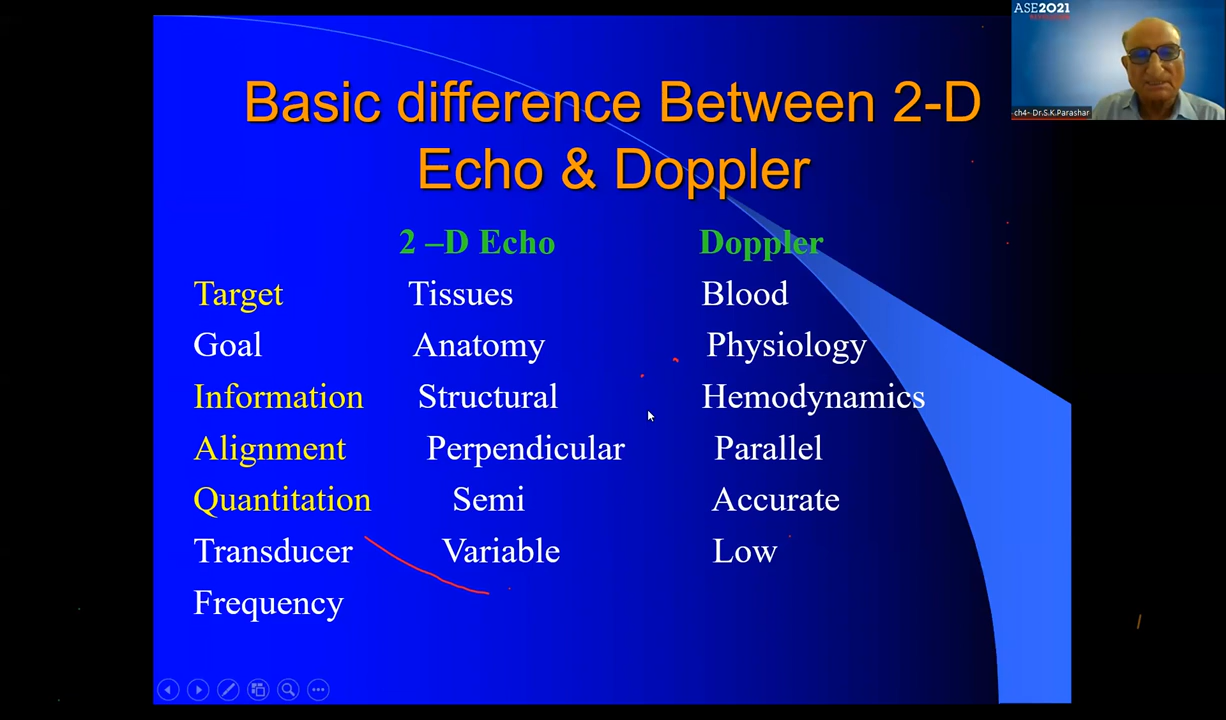 ASE2021
ch4- Dr.S.K.Parashar
Basic difference Between 2-D
Echo & Doppler
2 –D Echo Doppler
Target Tissues Blood
Goal Anatomy Physiology
Information Structural Hemodynamics
Alignment Perpendicular Parallel
Quantitation Semi Accurate
Transducer Variable Low
Frequency